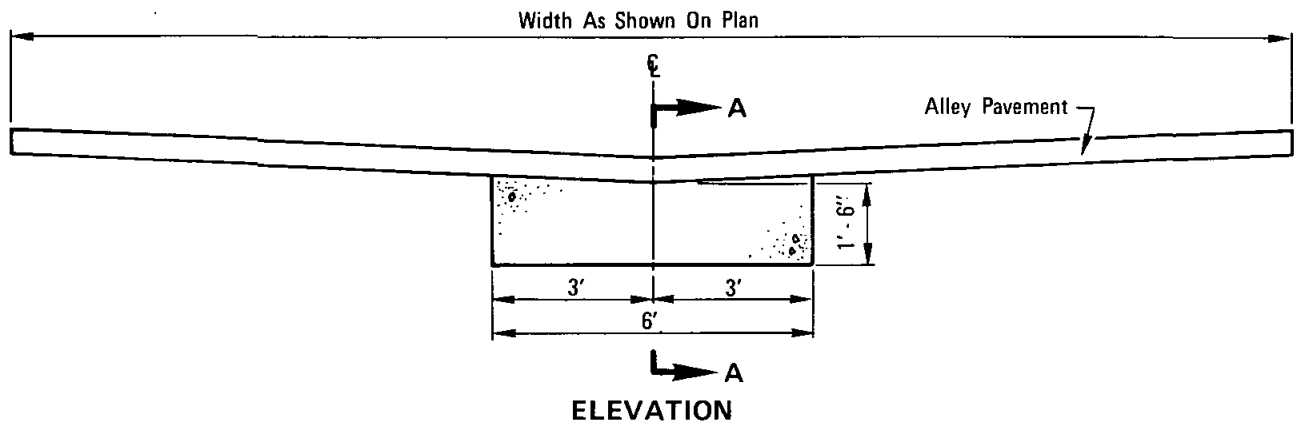 Width As Shown On Plan
℄
A
Alley Pavement
1' - 6"
3' 3'
6'
A
ELEVATION